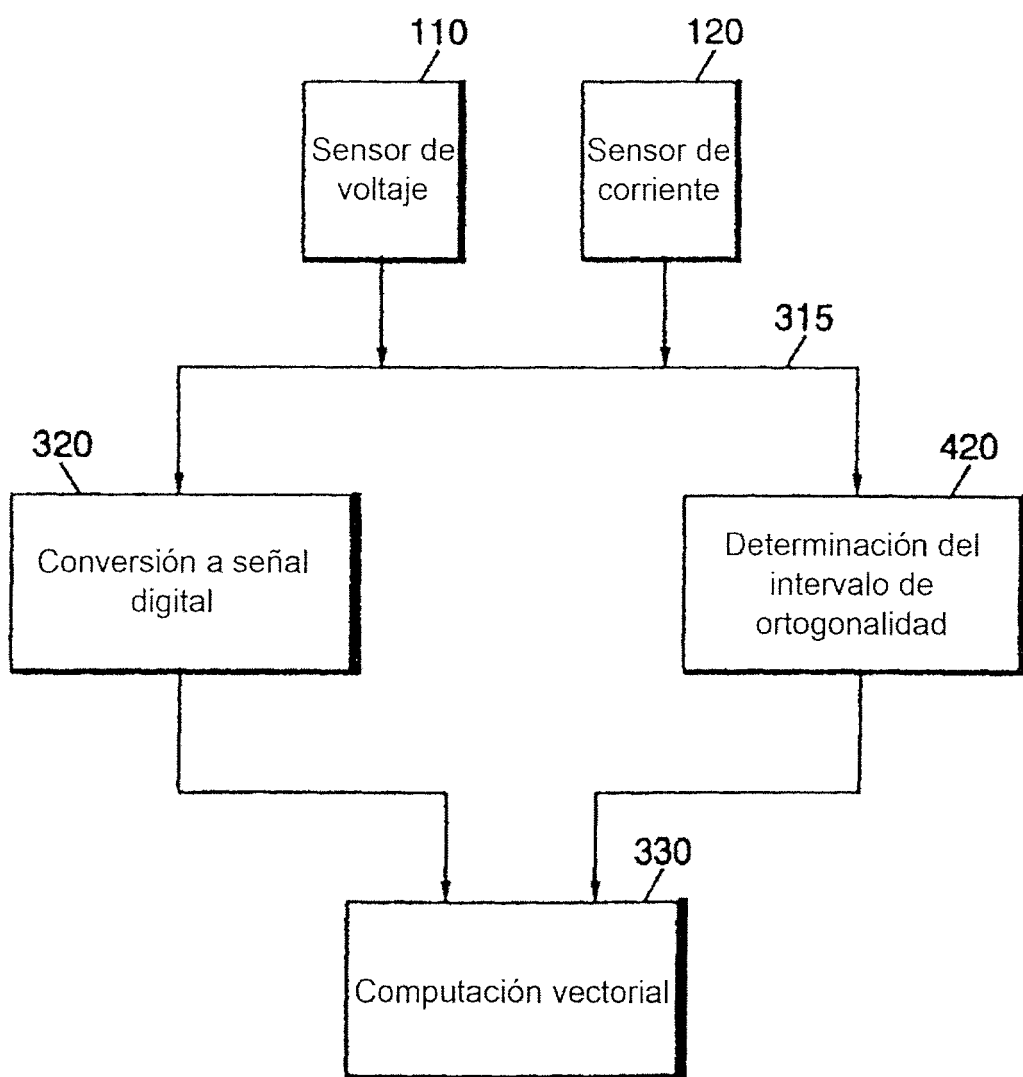 110
120
Sensor de
voltaje
Sensor de
corriente
315
320
420
Conversión a señal
digital
Determinación del
intervalo de
ortogonalidad
330
Computación vectorial